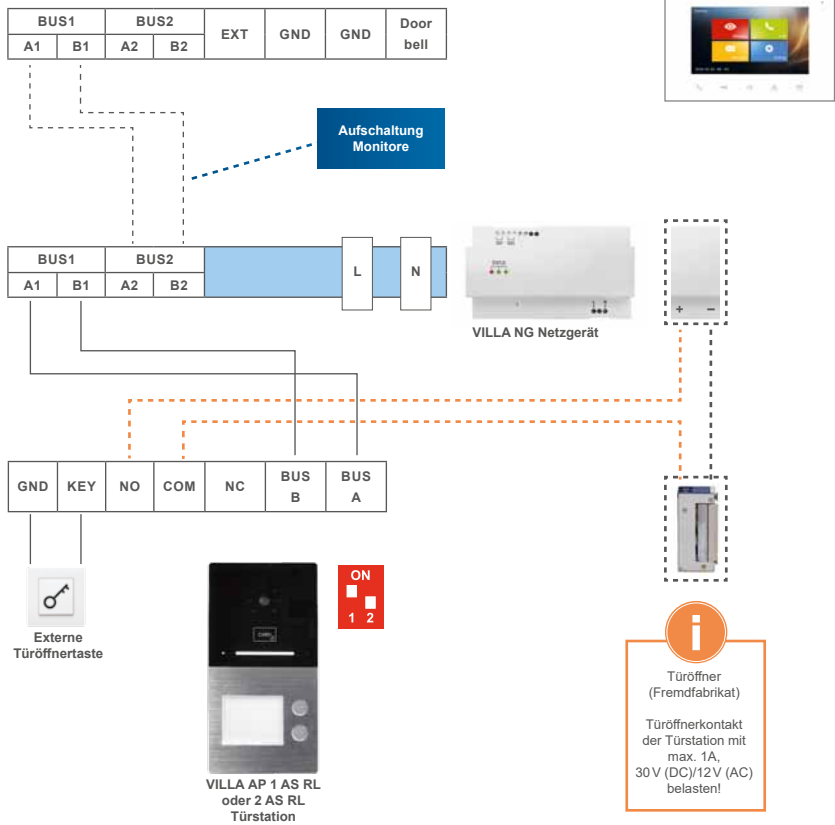 BUS1 BUS2 EXT GND GND Door
bell
A1 B1 A2 B2
Aufschaltung
Monitore
BUS1 BUS2 L N
A1 B1 A2 B2
VILLA NG Netzgerät
+ –
GND KEY NO COM NC BUS
B BUS
A
Externe
Türöffnertaste
ON
1 2
VILLA AP 1 AS RL
oder 2 AS RL
Türstation
i
Türöffner
(Fremdfabrikat)
Türöffnerkontakt
der Türstation mit
max. 1A,
30 V (DC)/12 V (AC)
belasten!